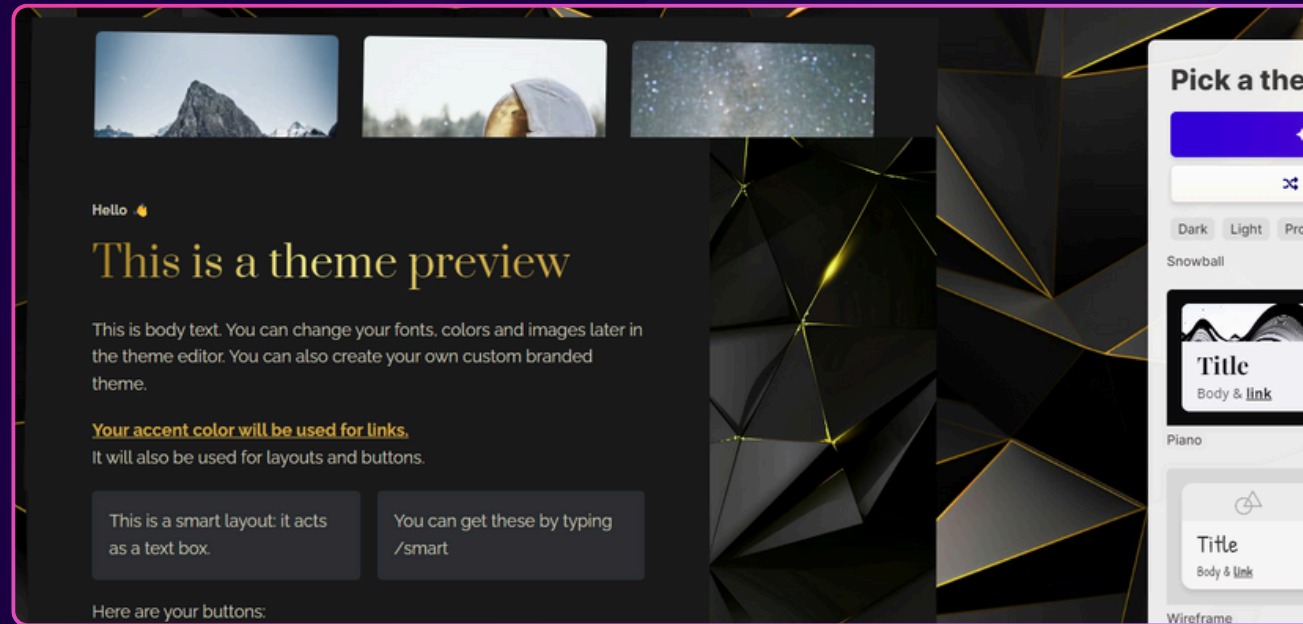 Hello 👋
This is a theme preview
This is body text. You can change your fonts, colors and images later in
the theme editor. You can also create your own custom branded
theme.
Your accent color will be used for links.
It will also be used for layouts and buttons.
This is a smart layout: it acts
as a text box.
You can get these by typing
/smart
Here are your buttons:
Pick a the
Dark Light Pro
Snowball
Title
Body & link
Piano
Title
Body & link
Wireframe